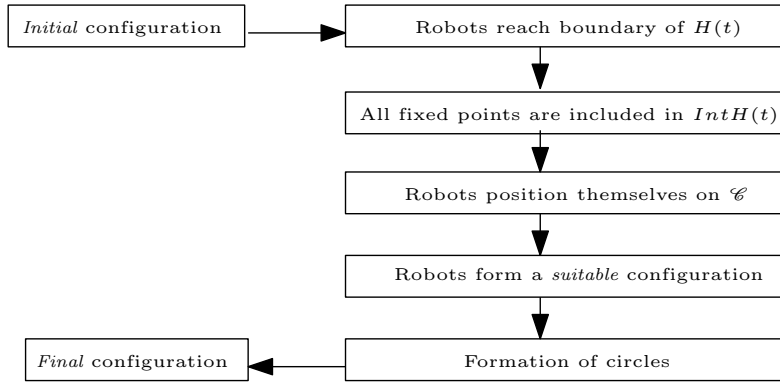 Initial configuration
Robots reach boundary of H(t)
All fixed points are included in IntH(t)
Robots position themselves on 𝒞
Robots form a suitable configuration
Final configuration
Formation of circles